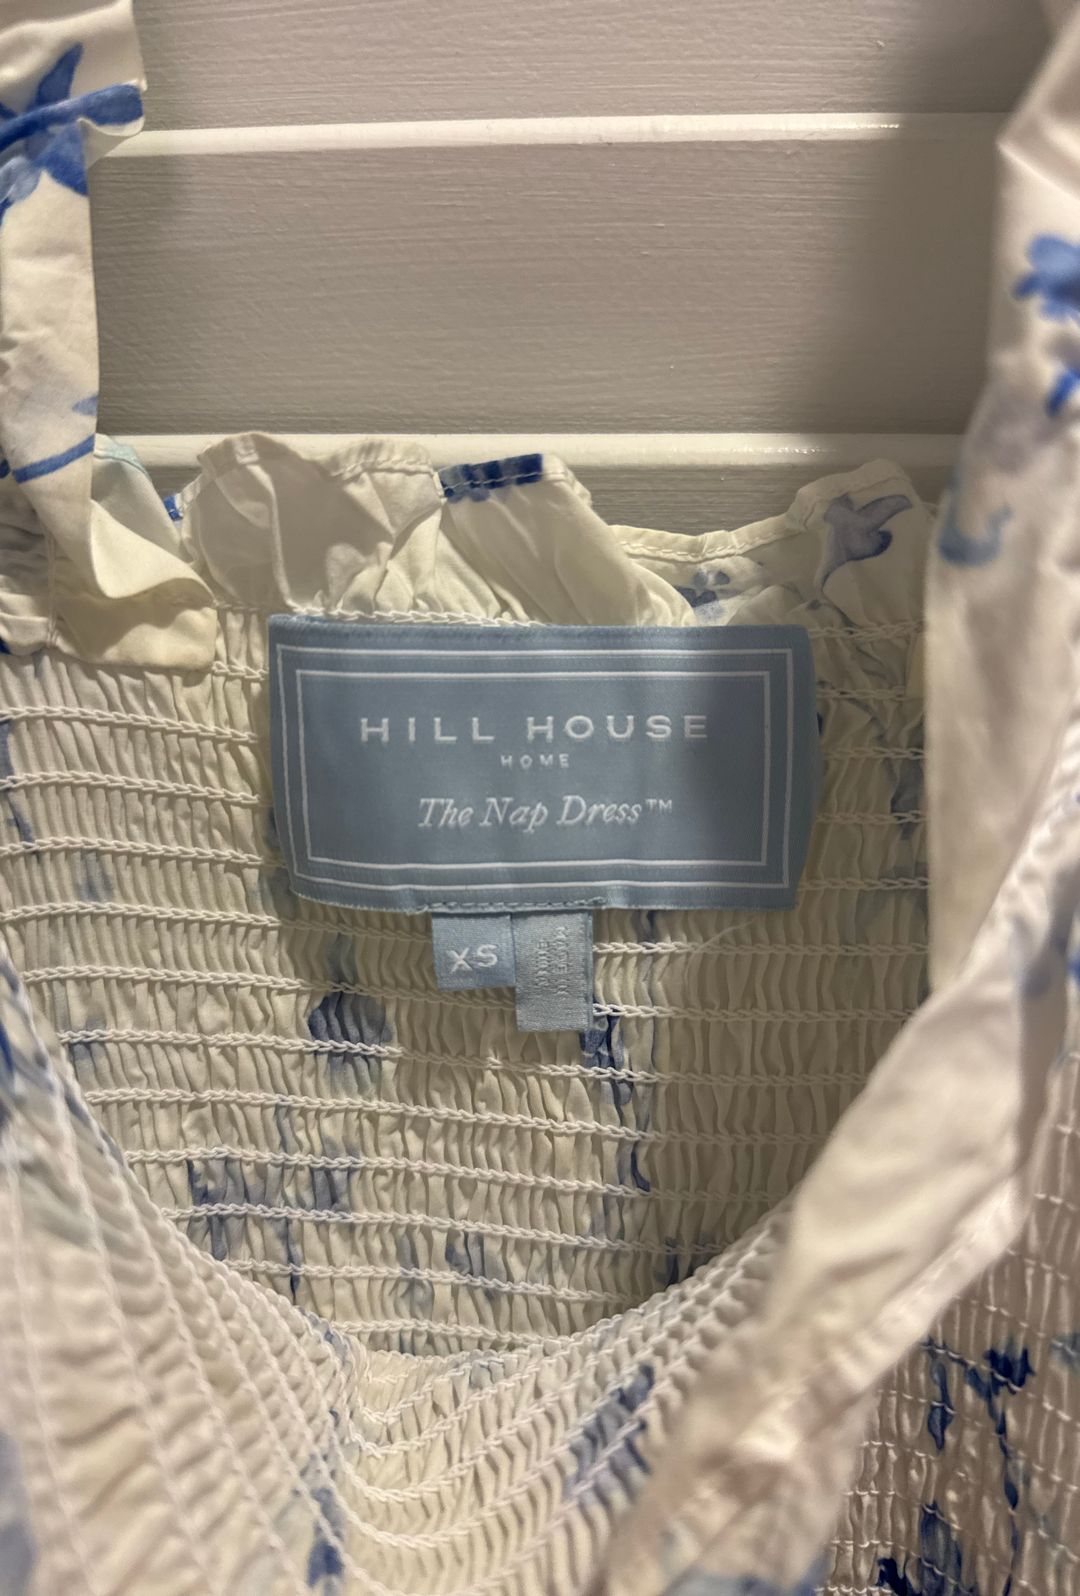 HILL HOUSE
HOME
The Nap Dress™
XS